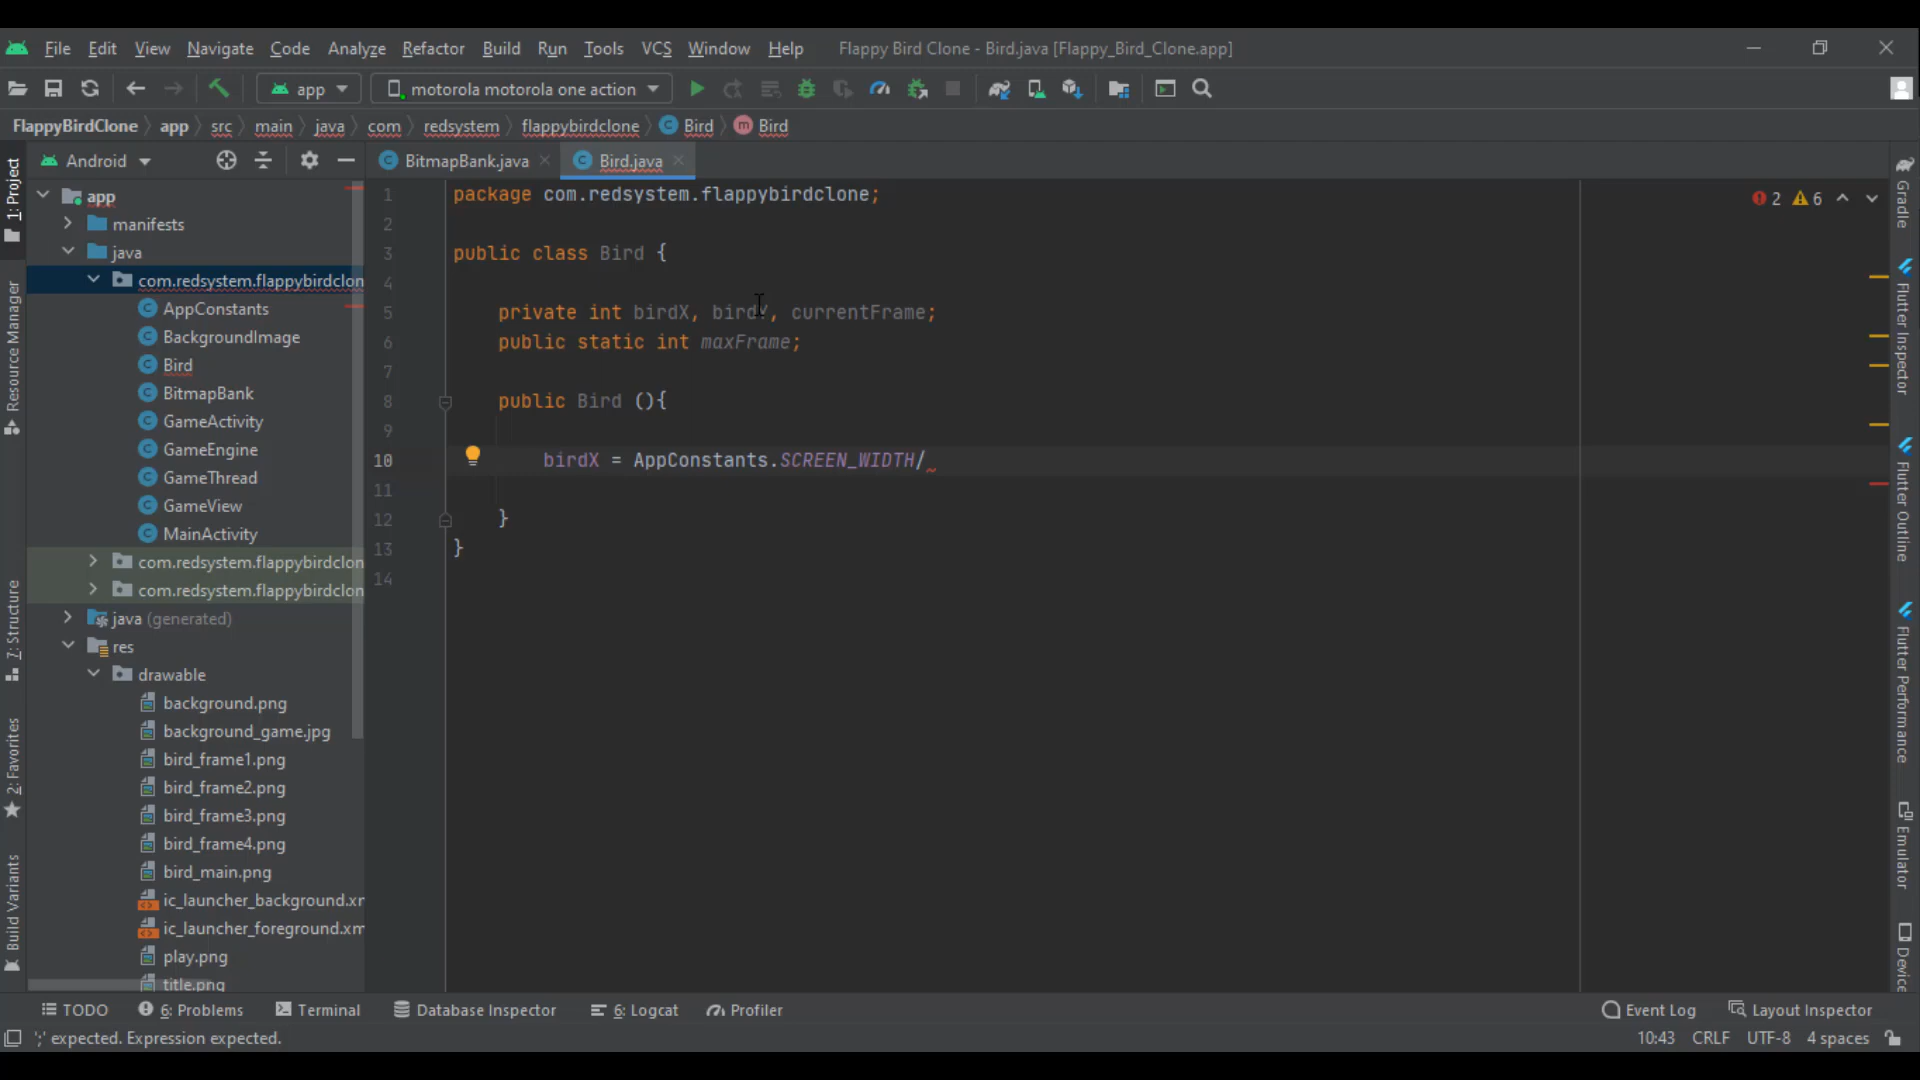 File Edit View Navigate Code Analyze Refactor Build Run Tools VCS Window Help Flappy Bird Clone - Bird.java [Flappy_Bird_Clone.app]
app motorola motorola one action
FlappyBirdClone app src main java com redsystem flappybirdclone Bird Bird
Android BitmapBank.java Bird.java
1: Project
Resource Manager
7: Structure
2: Favorites
Build Variants
app
manifests
java
com.redsystem.flappybirdclon
AppConstants
BackgroundImage
Bird
BitmapBank
GameActivity
GameEngine
GameThread
GameView
MainActivity
com.redsystem.flappybirdclon
com.redsystem.flappybirdclon
java (generated)
res
drawable
background.png
background_game.jpg
bird_frame1.png
bird_frame2.png
bird_frame3.png
bird_frame4.png
bird_main.png
ic_launcher_background.xr
ic_launcher_foreground.xm
play.png
title.png
1 package com.redsystem.flappybirdclone;
2
3 public class Bird {
4
5 private int birdX, birdY, currentFrame;
6 public static int maxFrame;
7
8 public Bird (){
9
10 birdX = AppConstants.SCREEN_WIDTH/
11
12 }
13 }
14
2 6
Gradle
Flutter Inspector
Flutter Outline
Flutter Performance
Emulator
Device
TODO 6: Problems Terminal Database Inspector 6: Logcat Profiler Event Log Layout Inspector
';' expected. Expression expected. 10:43 CRLF UTF-8 4 spaces